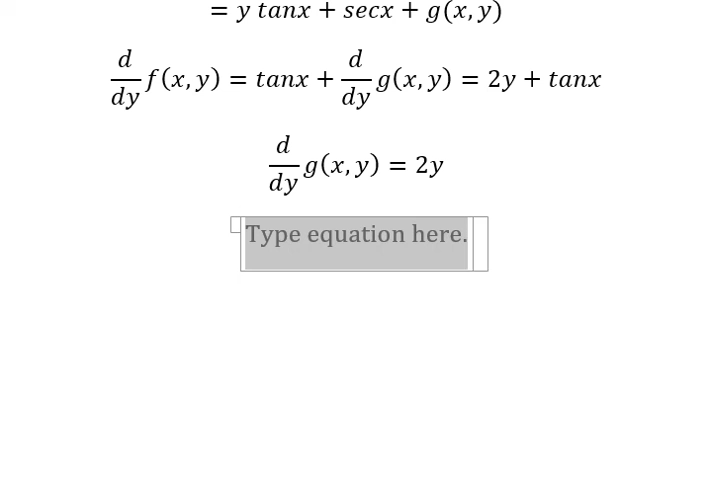 = y tanx + secx + g(x, y)
d/dy f(x, y) = tanx + d/dy g(x, y) = 2y + tanx
d/dy g(x, y) = 2y
Type equation here.